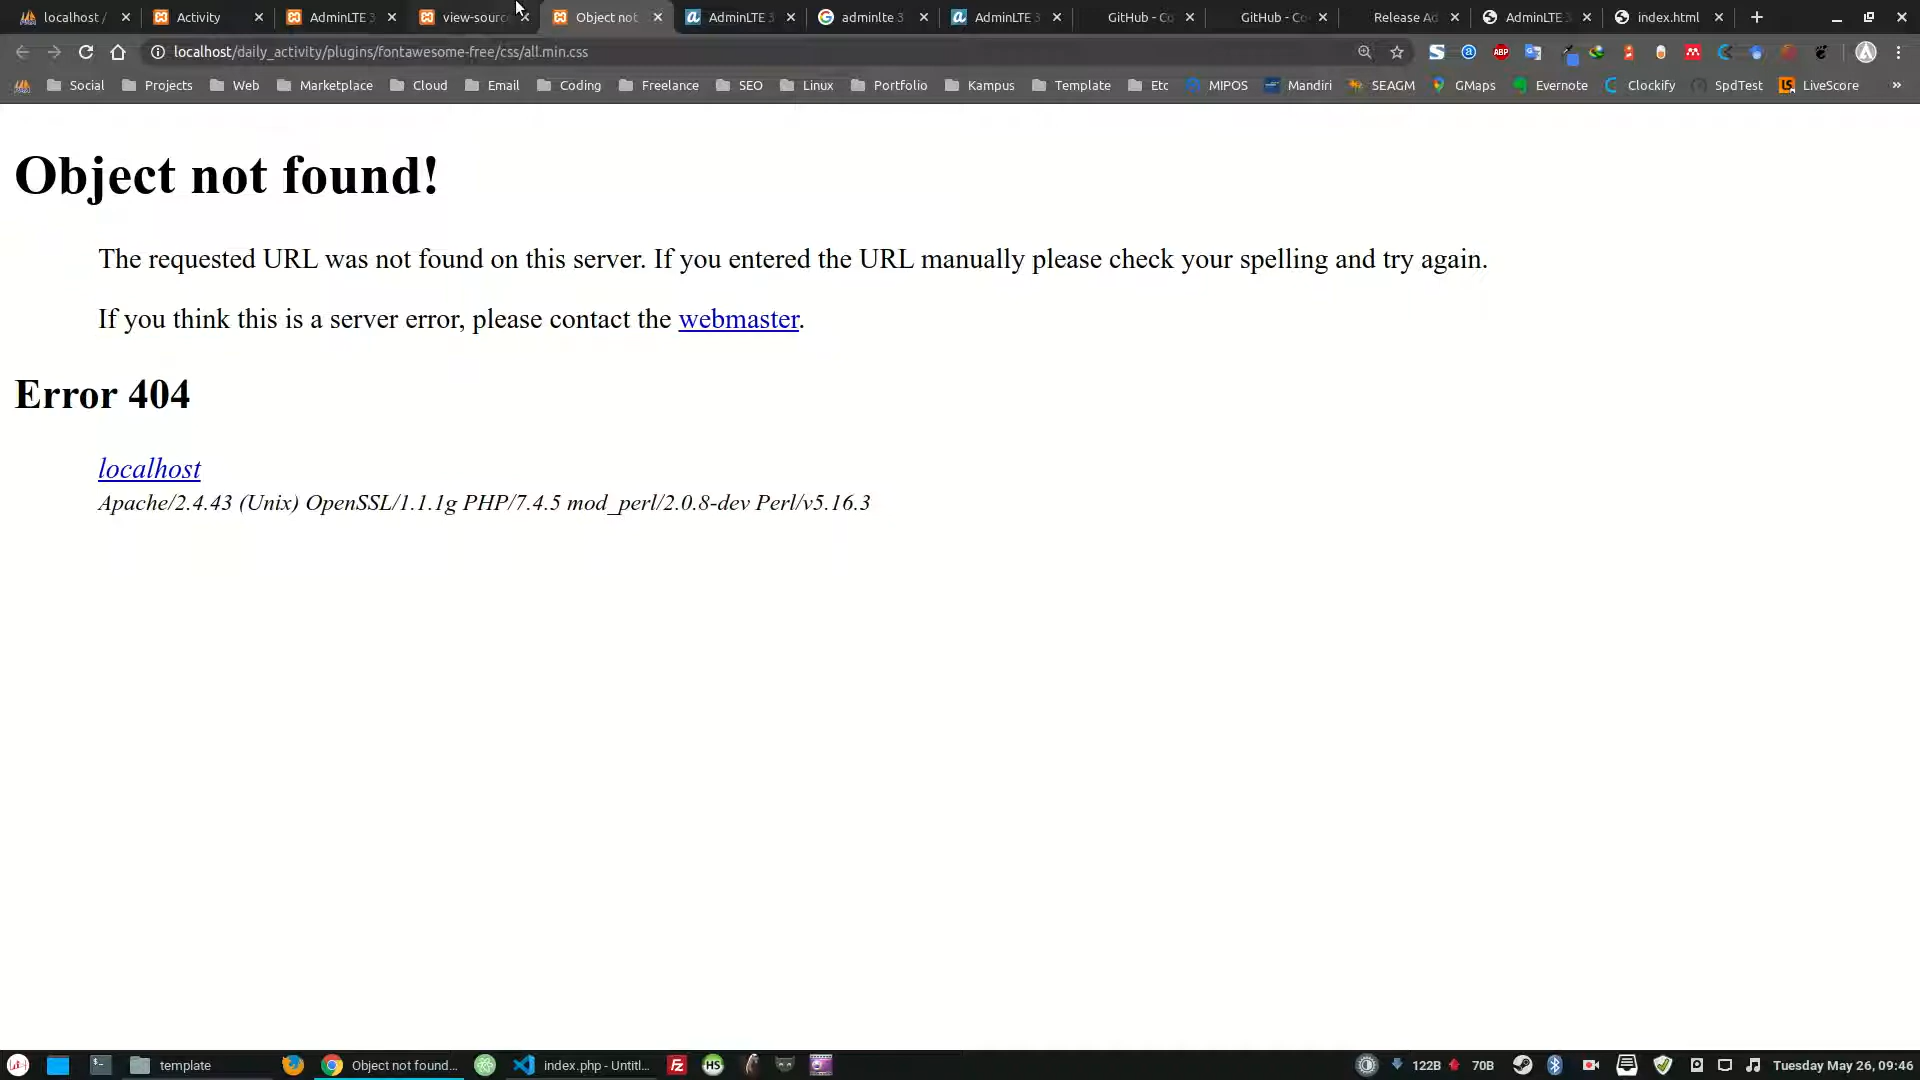 localhost /
Activity
AdminLTE 3
view-sourc
Object not
AdminLTE 3
adminlte 3
AdminLTE 3
GitHub - Co
GitHub - Co
Release Ad
AdminLTE
index.html
localhost/daily_activity/plugins/fontawesome-free/css/all.min.css
Social
Projects
Web
Marketplace
Cloud
Email
Coding
Freelance
SEO
Linux
Portfolio
Kampus
Template
Etc
MIPOS
Mandiri
SEAGM
GMaps
Evernote
Clockify
SpdTest
LiveScore
»
Object not found!
The requested URL was not found on this server. If you entered the URL manually please check your spelling and try again.
If you think this is a server error, please contact the webmaster.
Error 404
localhost
Apache/2.4.43 (Unix) OpenSSL/1.1.1g PHP/7.4.5 mod_perl/2.0.8-dev Perl/v5.16.3
template
Object not found...
index.php - Untitl...
122B
70B
Tuesday May 26, 09:46